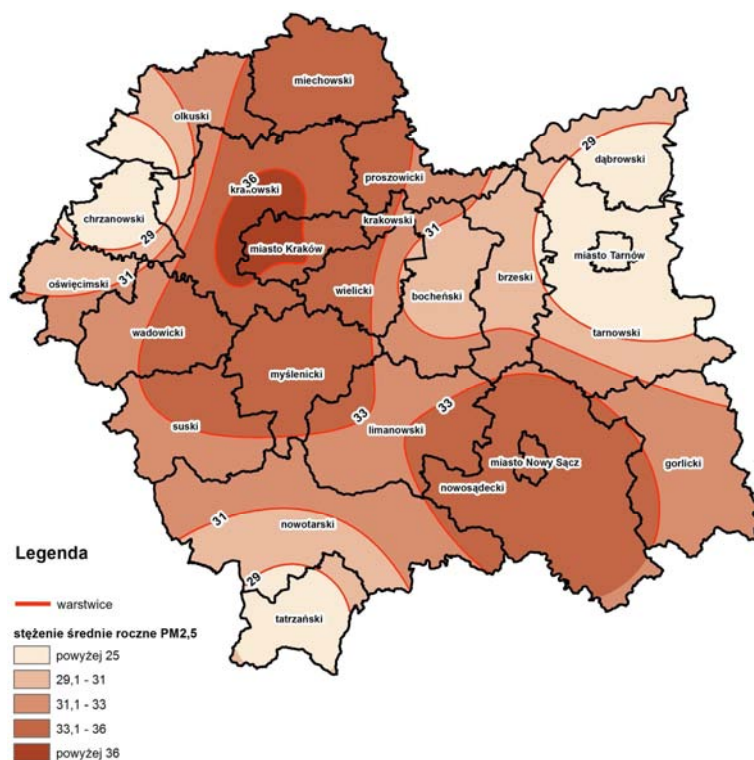 miechowski
olkuski
29
dąbrowski
36
krakowski
proszowicki
chrzanowski
krakowski
29
31
miasto Kraków
miasto Tarnów
31
oświęcimski
wielicki
bocheński
brzeski
wadowicki
tarnowski
myślenicki
33
33
suski
limanowski
miasto Nowy Sącz
gorlicki
nowosądecki
31
nowotarski
29
tatrzański
Legenda
warstwice
stężenie średnie roczne PM2,5
powyżej 25
29,1 - 31
31,1 - 33
33,1 - 36
powyżej 36